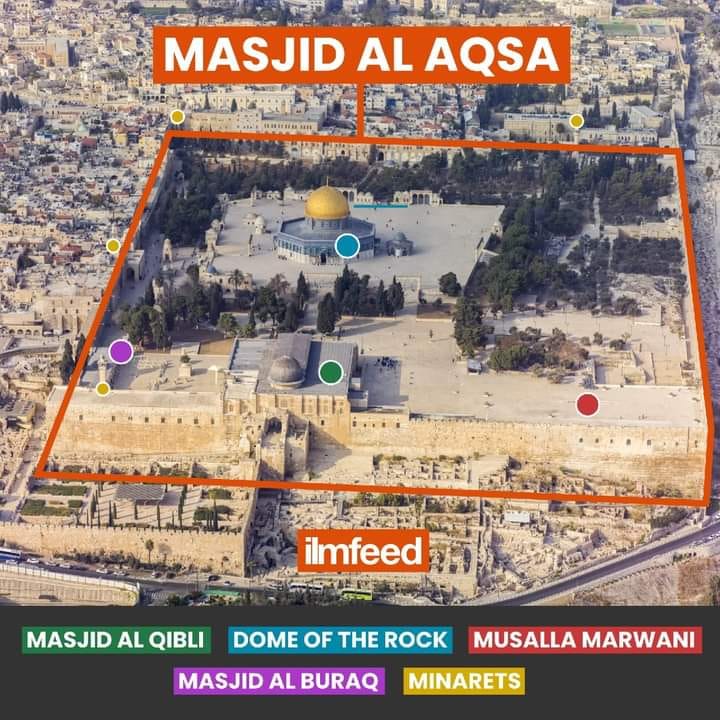 MASJID AL AQSA
ilmfeed
MASJID AL QIBLI DOME OF THE ROCK MUSALLA MARWANI
MASJID AL BURAQ MINARETS